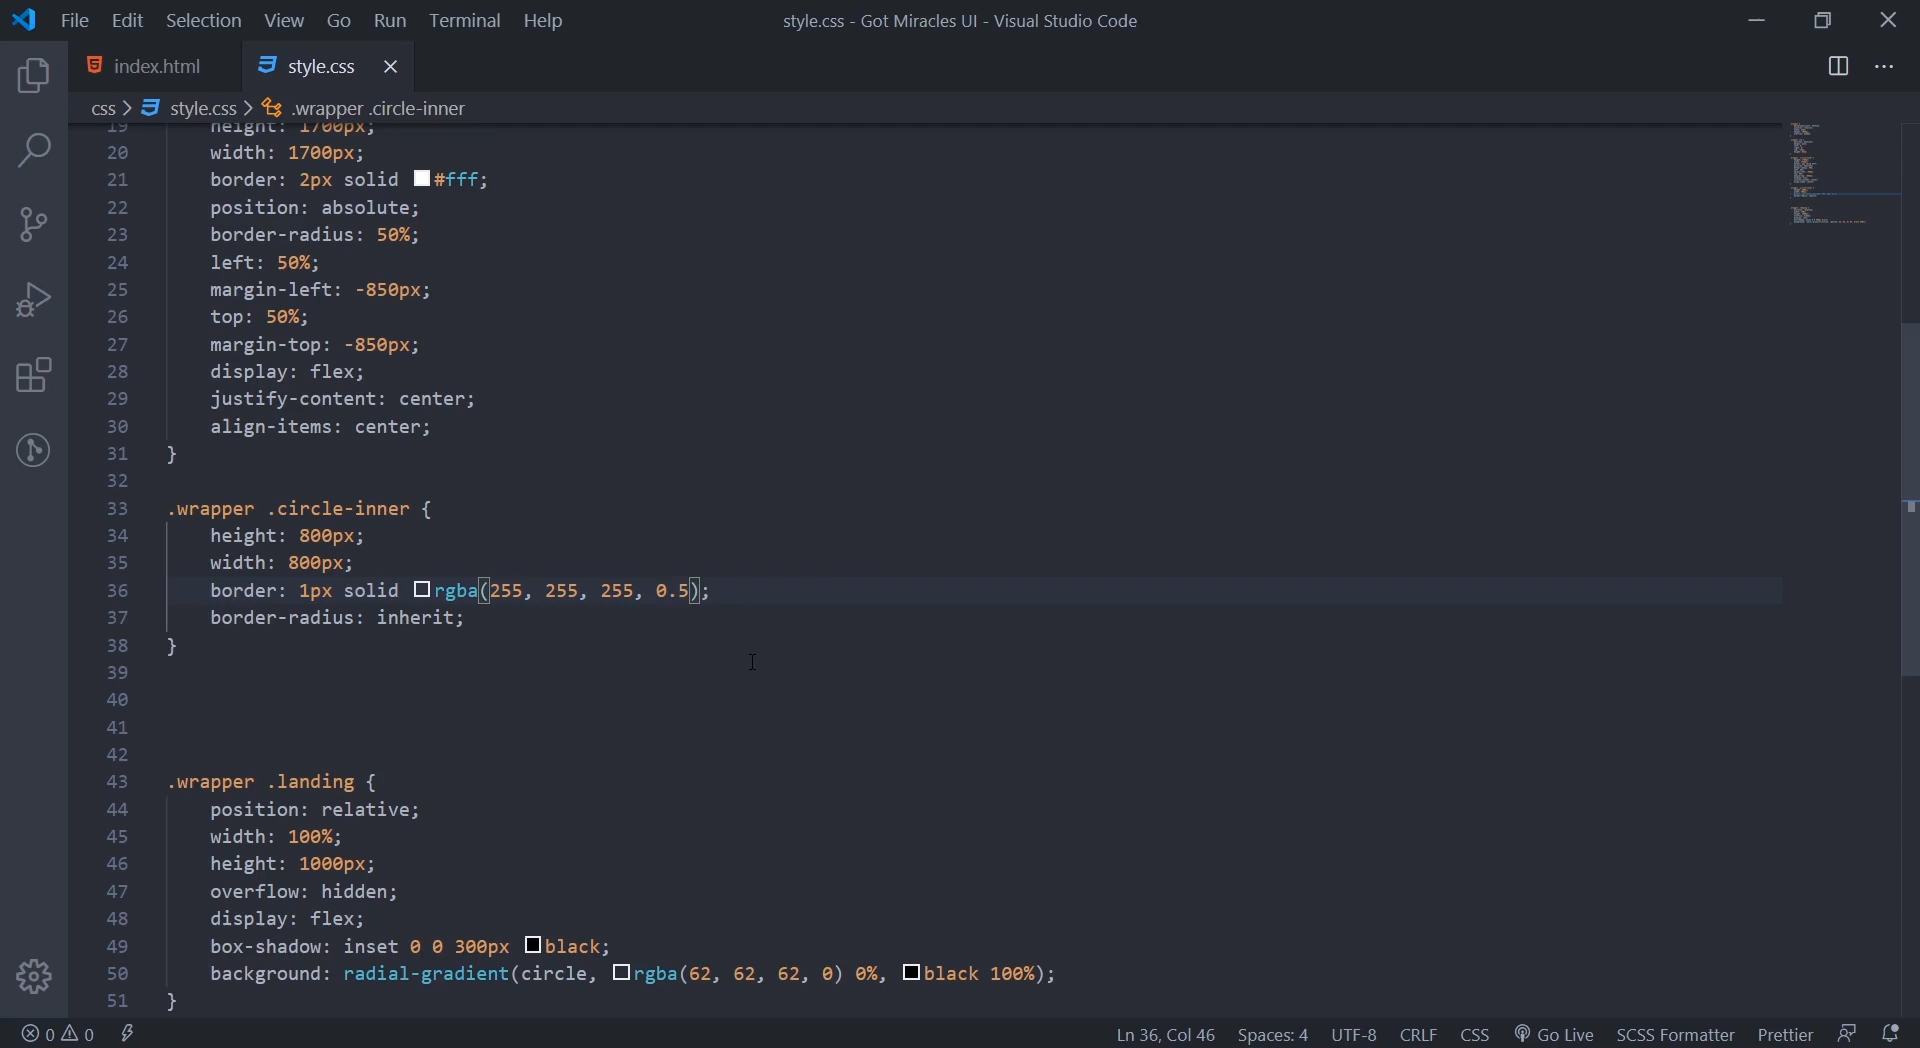 File Edit Selection View Go Run Terminal Help style.css - Got Miracles UI - Visual Studio Code
index.html style.css
css > style.css > .wrapper .circle-inner
19 height: 1700px;
20 width: 1700px;
21 border: 2px solid #fff;
22 position: absolute;
23 border-radius: 50%;
24 left: 50%;
25 margin-left: -850px;
26 top: 50%;
27 margin-top: -850px;
28 display: flex;
29 justify-content: center;
30 align-items: center;
31 }
32
33 .wrapper .circle-inner {
34 height: 800px;
35 width: 800px;
36 border: 1px solid rgba(255, 255, 255, 0.5);
37 border-radius: inherit;
38 }
39
40
41
42
43 .wrapper .landing {
44 position: relative;
45 width: 100%;
46 height: 1000px;
47 overflow: hidden;
48 display: flex;
49 box-shadow: inset 0 0 300px black;
50 background: radial-gradient(circle, rgba(62, 62, 62, 0) 0%, black 100%);
51 }
0 0 Ln 36, Col 46 Spaces: 4 UTF-8 CRLF CSS Go Live SCSS Formatter Prettier